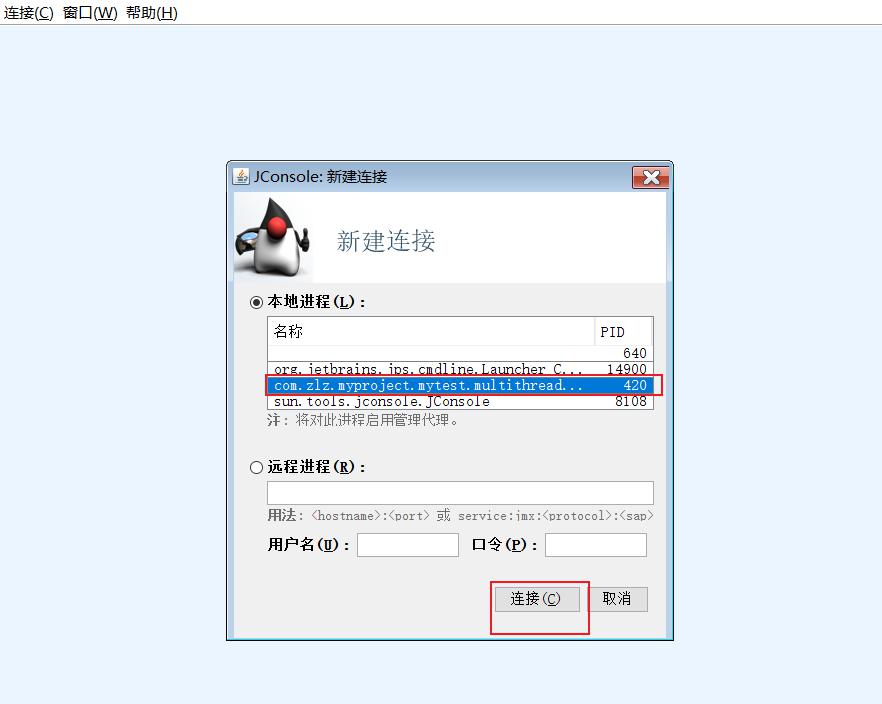 连接(C) 窗口(W) 帮助(H)
JConsole: 新建连接
新建连接
本地进程(L):
名称 PID
640
org.jetbrains.jps.cmdline.Launcher C... 14900
com.zlz.myproject.mytest.multithread... 420
sun.tools.jconsole.JConsole 8108
注: 将对此进程启用管理代理。
远程进程(R):
用法: <hostname>:<port> 或 service:jmx:<protocol>:<sap>
用户名(U): 口令(P):
连接(C) 取消